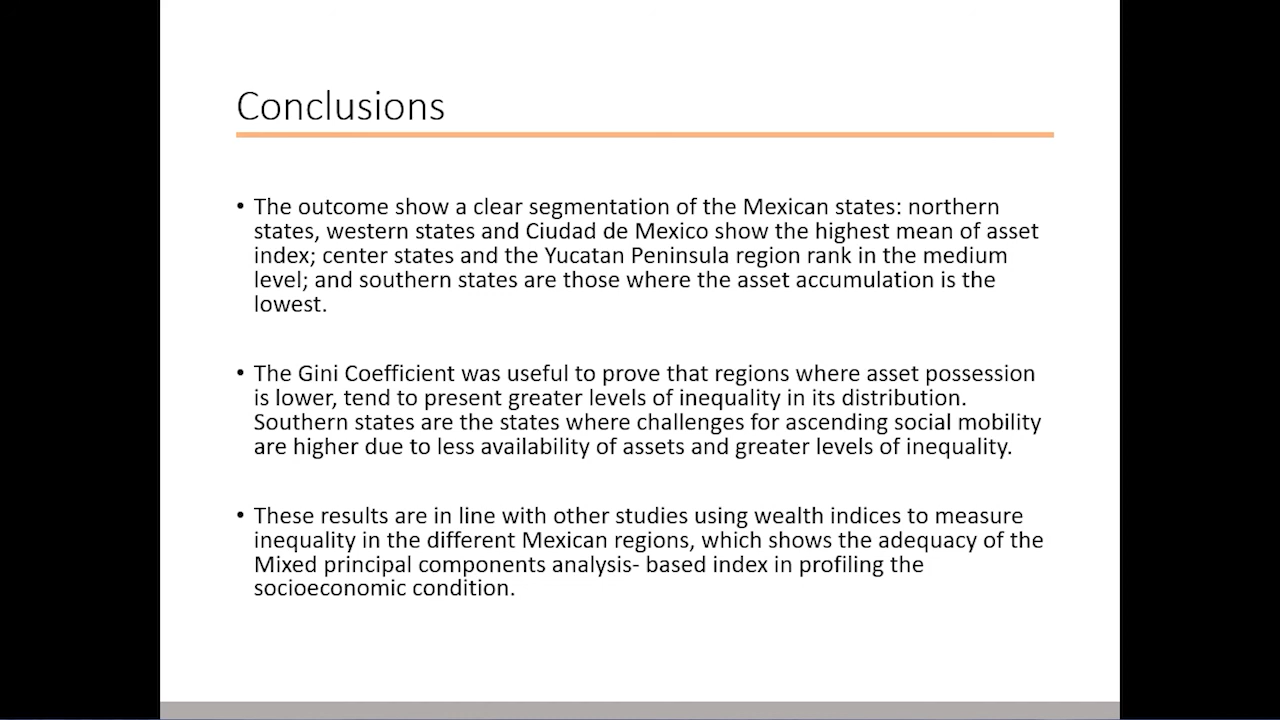 Conclusions
• The outcome show a clear segmentation of the Mexican states: northern
states, western states and Ciudad de Mexico show the highest mean of asset
index; center states and the Yucatan Peninsula region rank in the medium
level; and southern states are those where the asset accumulation is the
lowest.
• The Gini Coefficient was useful to prove that regions where asset possession
is lower, tend to present greater levels of inequality in its distribution.
Southern states are the states where challenges for ascending social mobility
are higher due to less availability of assets and greater levels of inequality.
• These results are in line with other studies using wealth indices to measure
inequality in the different Mexican regions, which shows the adequacy of the
Mixed principal components analysis- based index in profiling the
socioeconomic condition.